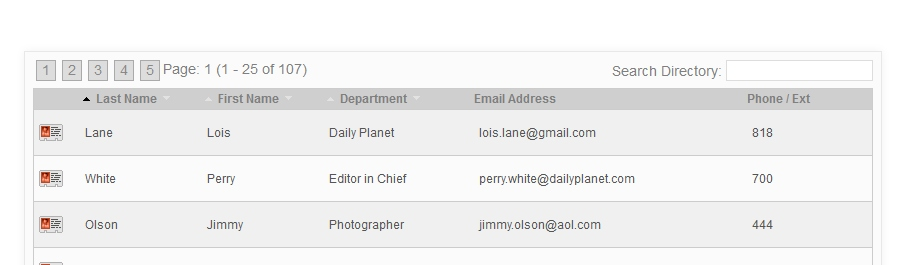 1 2 3 4 5 Page: 1 (1 - 25 of 107) Search Directory:
Last Name First Name Department Email Address Phone / Ext
Lane Lois Daily Planet lois.lane@gmail.com 818
White Perry Editor in Chief perry.white@dailyplanet.com 700
Olson Jimmy Photographer jimmy.olson@aol.com 444